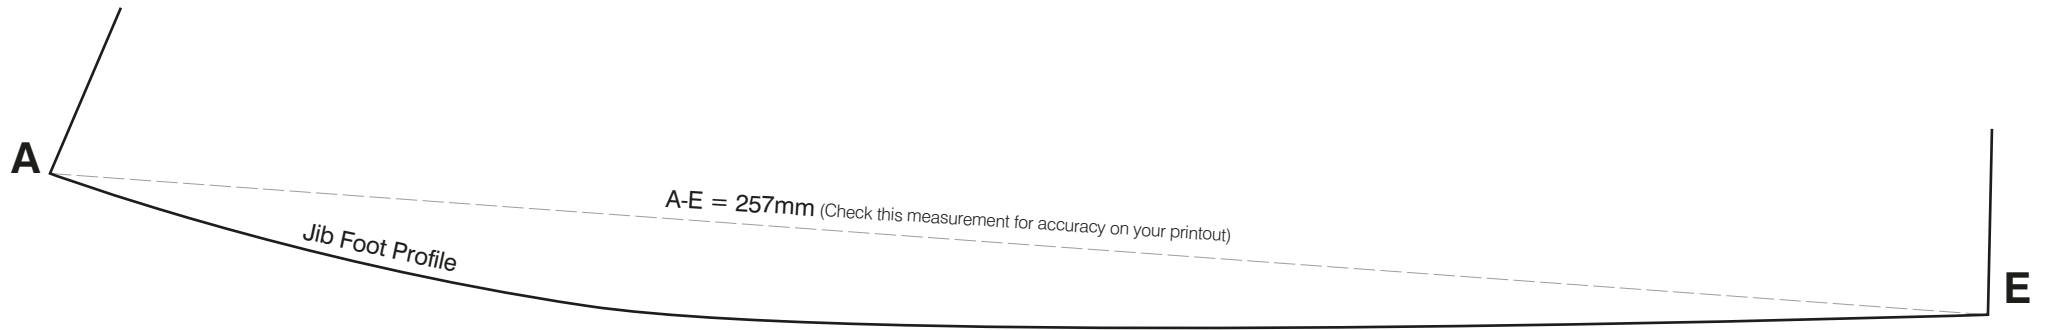 A
A-E = 257mm (Check this measurement for accuracy on your printout)
Jib Foot Profile
E